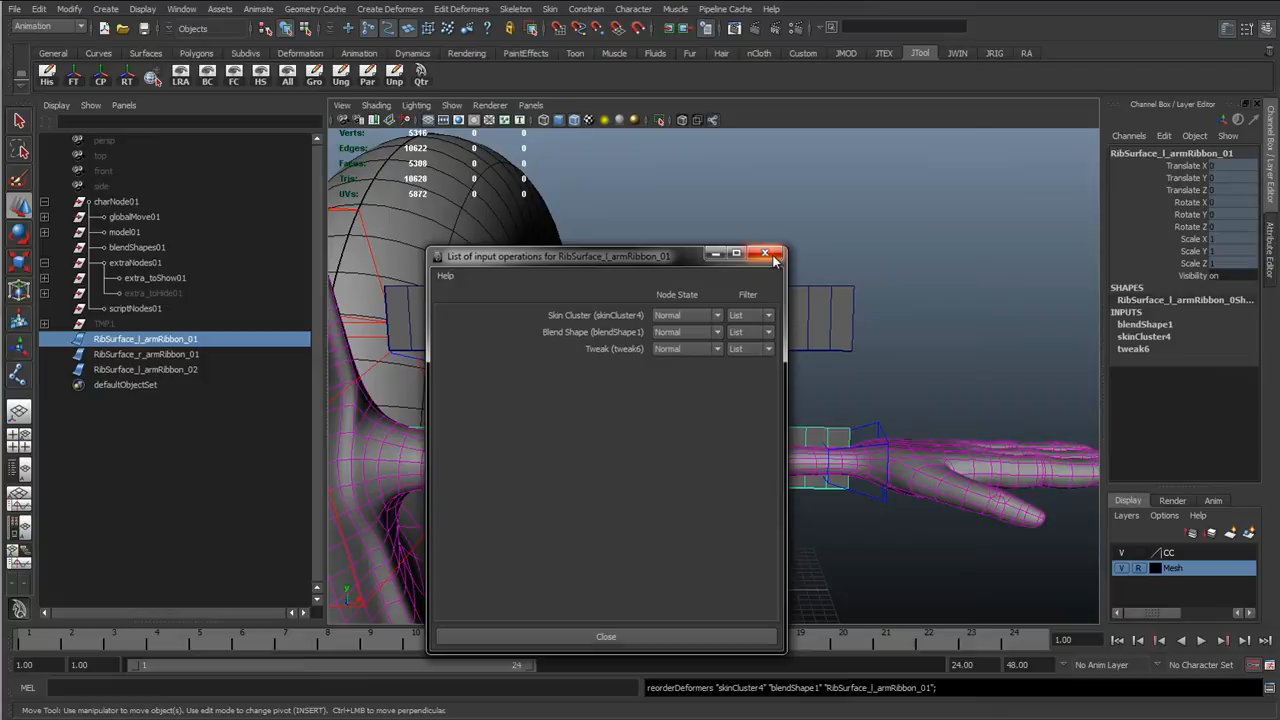 File Edit Modify Create Display Window Assets Animate Geometry Cache Create Deformers Edit Deformers Skeleton Skin Constrain Character Muscle Pipeline Cache Help
Animation Objects
General Curves Surfaces Polygons Subdivs Deformation Animation Dynamics Rendering PaintEffects Toon Muscle Fluids Fur Hair nCloth Custom JMOD JTEX JTool JWIN JRIG RA
His FT CP RT LRA BC FC HS All Gro Ung Par Unp Qtr
Display Show Panels
persp
top
front
side
charNode01
globalMove01
model01
blendShapes01
extraNodes01
extra_toShow01
extra_toHide01
scriptNodes01
TMP1
RibSurface_l_armRibbon_01
RibSurface_r_armRibbon_01
RibSurface_l_armRibbon_02
defaultObjectSet
View Shading Lighting Show Renderer Panels
Verts: 5316 0 0
Edges: 10622 0 0
Faces: 5308 0 0
Tris: 10628 0 0
UVs: 5872 0 0
List of input operations for RibSurface_l_armRibbon_01
Help
Node State Filter
Skin Cluster (skinCluster4) Normal List
Blend Shape (blendShape1) Normal List
Tweak (tweak6) Normal List
Close
y
Channel Box / Layer Editor
Channels Edit Object Show
RibSurface_l_armRibbon_01
Translate X 0
Translate Y 0
Translate Z 0
Rotate X 0
Rotate Y 0
Rotate Z 0
Scale X 1
Scale Y 1
Scale Z 1
Visibility on
SHAPES
RibSurface_l_armRibbon_0Sh...
INPUTS
blendShape1
skinCluster4
tweak6
Display Render Anim
Layers Options Help
V CC
V R Mesh
Channel Box / Layer Editor
Attribute Editor
1 2 3 4 5 6 7 8 9 10 20 21 22 23 24 1.00
1.00 1.00 1 24 24.00 48.00 No Anim Layer No Character Set
MEL reorderDeformers "skinCluster4" "blendShape1" "RibSurface_l_armRibbon_01";
Move Tool: Use manipulator to move object(s). Use edit mode to change pivot (INSERT). Ctrl+LMB to move perpendicular.